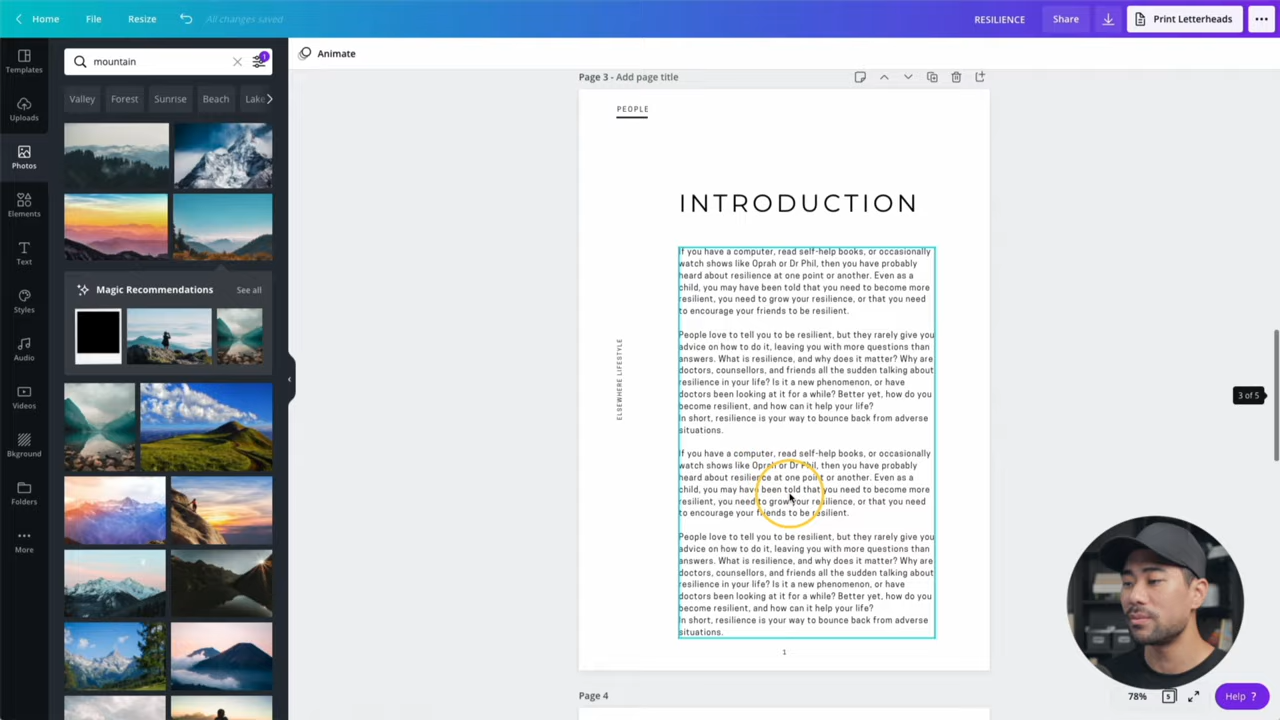 Home
File
Resize
All changes saved
RESILIENCE
Share
Print Letterheads
Templates
Uploads
Photos
Elements
Text
Styles
Audio
Videos
Bkground
Folders
More
mountain
1
Valley
Forest
Sunrise
Beach
Lake
Magic Recommendations
See all
Animate
Page 3 - Add page title
PEOPLE
INTRODUCTION
If you have a computer, read self-help books, or occasionally
watch shows like Oprah or Dr Phil, then you have probably
heard about resilience at one point or another. Even as a
child, you may have been told that you need to become more
resilient, you need to grow your resilience, or that you need
to encourage your friends to be resilient.
People love to tell you to be resilient, but they rarely give you
advice on how to do it, leaving you with more questions than
answers. What is resilience, and why does it matter? Why are
doctors, counsellors, and friends all the sudden talking about
resilience in your life? Is it a new phenomenon, or have
doctors been looking at it for a while? Better yet, how do you
become resilient, and how can it help your life?
In short, resilience is your way to bounce back from adverse
situations.
If you have a computer, read self-help books, or occasionally
watch shows like Oprah or Dr Phil, then you have probably
heard about resilience at one point or another. Even as a
child, you may have been told that you need to become more
resilient, you need to grow your resilience, or that you need
to encourage your friends to be resilient.
People love to tell you to be resilient, but they rarely give you
advice on how to do it, leaving you with more questions than
answers. What is resilience, and why does it matter? Why are
doctors, counsellors, and friends all the sudden talking about
resilience in your life? Is it a new phenomenon, or have
doctors been looking at it for a while? Better yet, how do you
become resilient, and how can it help your life?
In short, resilience is your way to bounce back from adverse
situations.
ELSEWHERE LIFESTYLE
1
Page 4
3 of 5
78%
5
Help ?